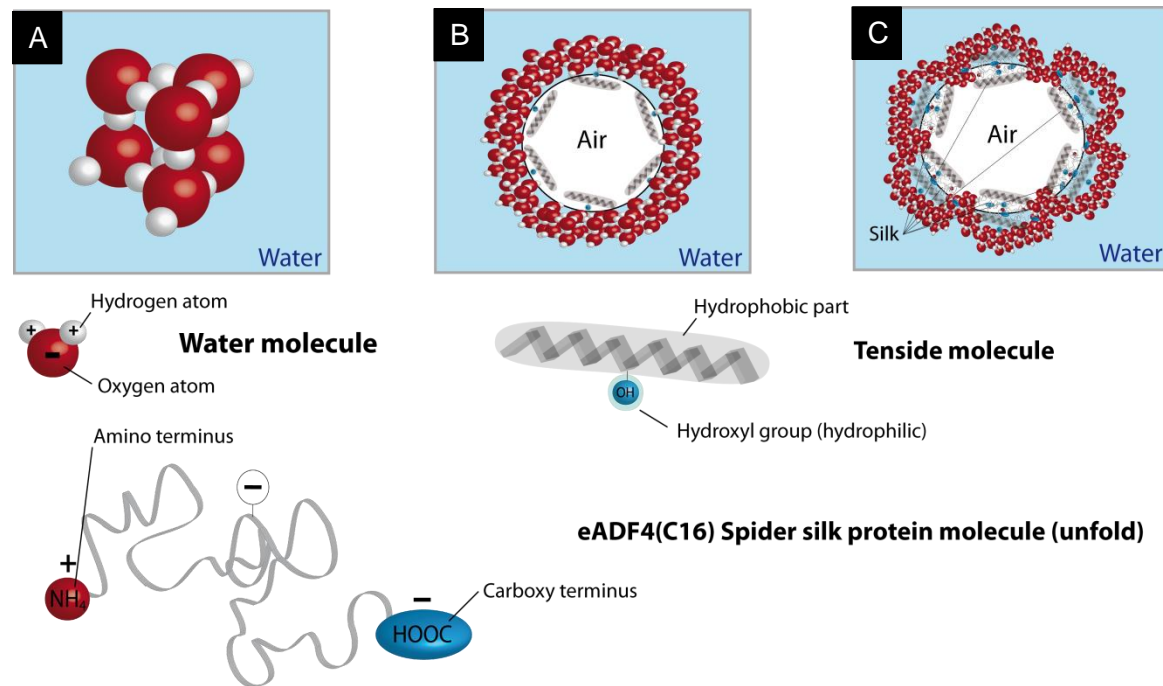 A
Water
B
Air
Water
C
Air
Silk
Water
Hydrogen atom
+ +
-
Water molecule
Oxygen atom
Hydrophobic part
OH
Tenside molecule
Hydroxyl group (hydrophilic)
Amino terminus
-
+
NH₄
eADF4(C16) Spider silk protein molecule (unfold)
-
HOOC
Carboxy terminus